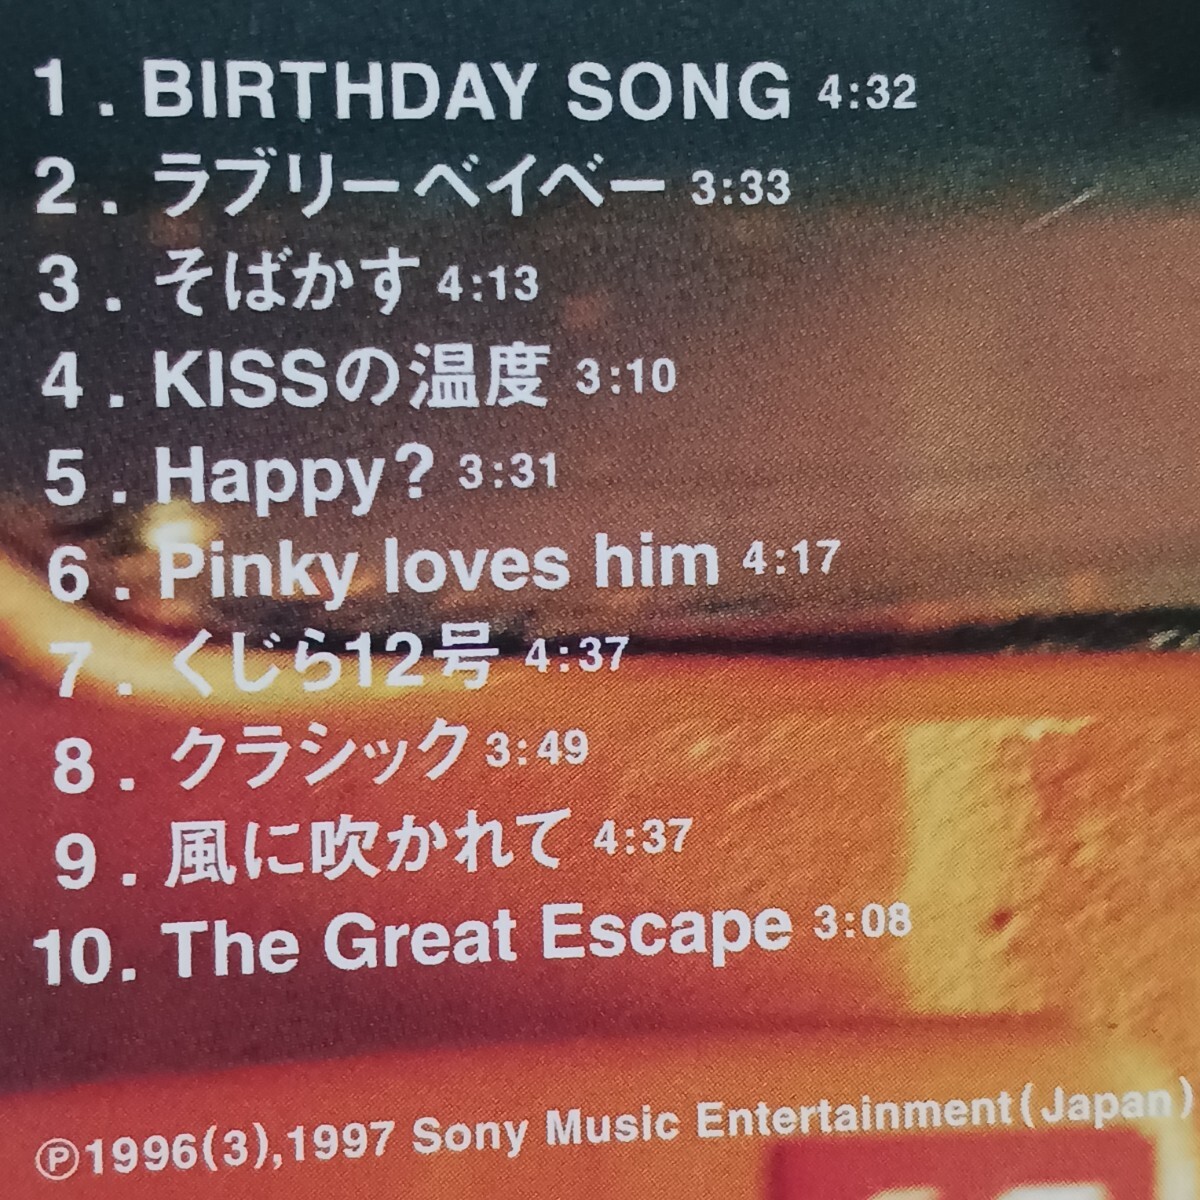 1. BIRTHDAY SONG 4:32
2. ラブリーベイベー 3:33
3. そばかす 4:13
4. KISSの温度 3:10
5. Happy? 3:31
6. Pinky loves him 4:17
7. くじら12号 4:37
8. クラシック 3:49
9. 風に吹かれて 4:37
10. The Great Escape 3:08
℗1996(3),1997 Sony Music Entertainment(Japan)